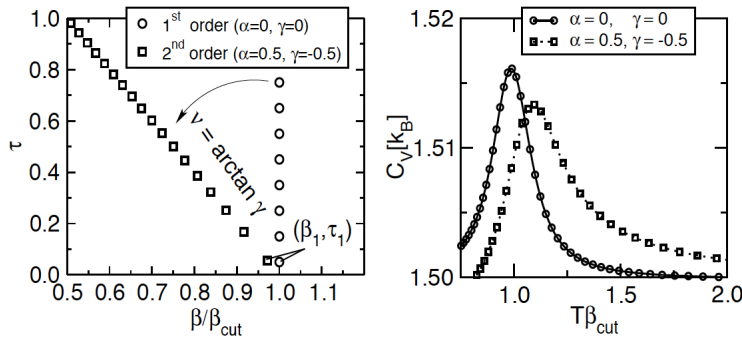 1st order (α=0, γ=0)
2nd order (α=0.5, γ=-0.5)
1.0
0.8
0.6
0.4
0.2
0.0
τ
ν = arctan γ
(β1,τ1)
0.5 0.6 0.7 0.8 0.9 1.0 1.1
β/βcut
α = 0, γ = 0
α = 0.5, γ = -0.5
1.52
1.51
1.50
CV[kB]
1.0 1.5 2.0
Tβcut